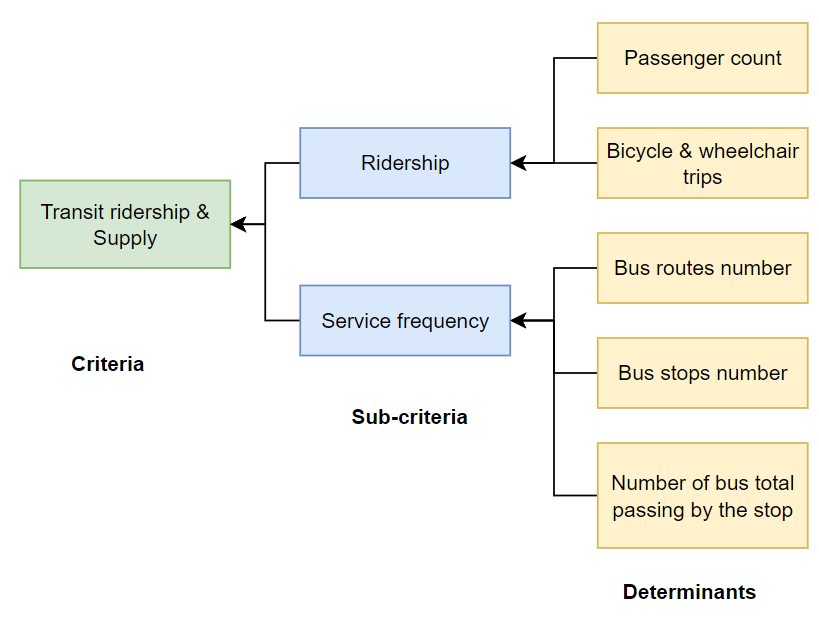 Passenger count
Bicycle & wheelchair
trips
Ridership
Transit ridership &
Supply
Bus routes number
Service frequency
Bus stops number
Criteria
Sub-criteria
Number of bus total
passing by the stop
Determinants